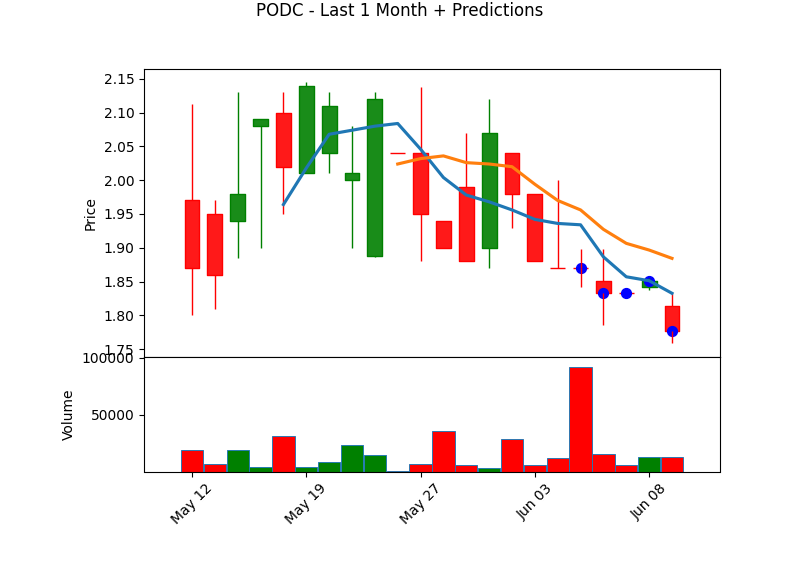 PODC - Last 1 Month + Predictions
2.15
2.10
2.05
2.00
1.95
1.90
1.85
1.80
1.75
Price
100000
50000
Volume
May 12
May 19
May 27
Jun 03
Jun 08